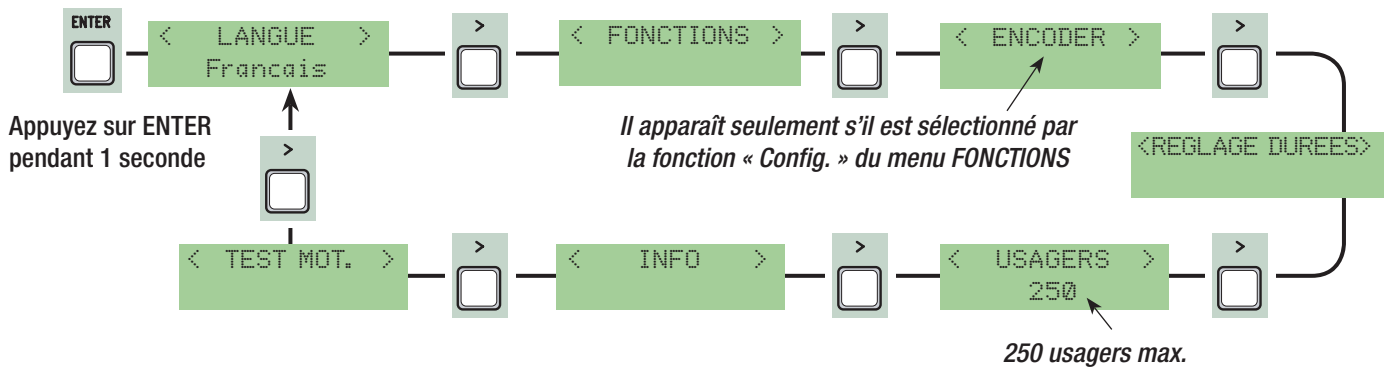 ENTER
< LANGUE >
Francais
>
< FONCTIONS >
>
< ENCODER >
>
Appuyez sur ENTER
pendant 1 seconde
Il apparaît seulement s'il est sélectionné par
la fonction « Config. » du menu FONCTIONS
<REGLAGE DUREES>
>
< TEST MOT. >
>
< INFO >
>
< USAGERS >
250
>
250 usagers max.